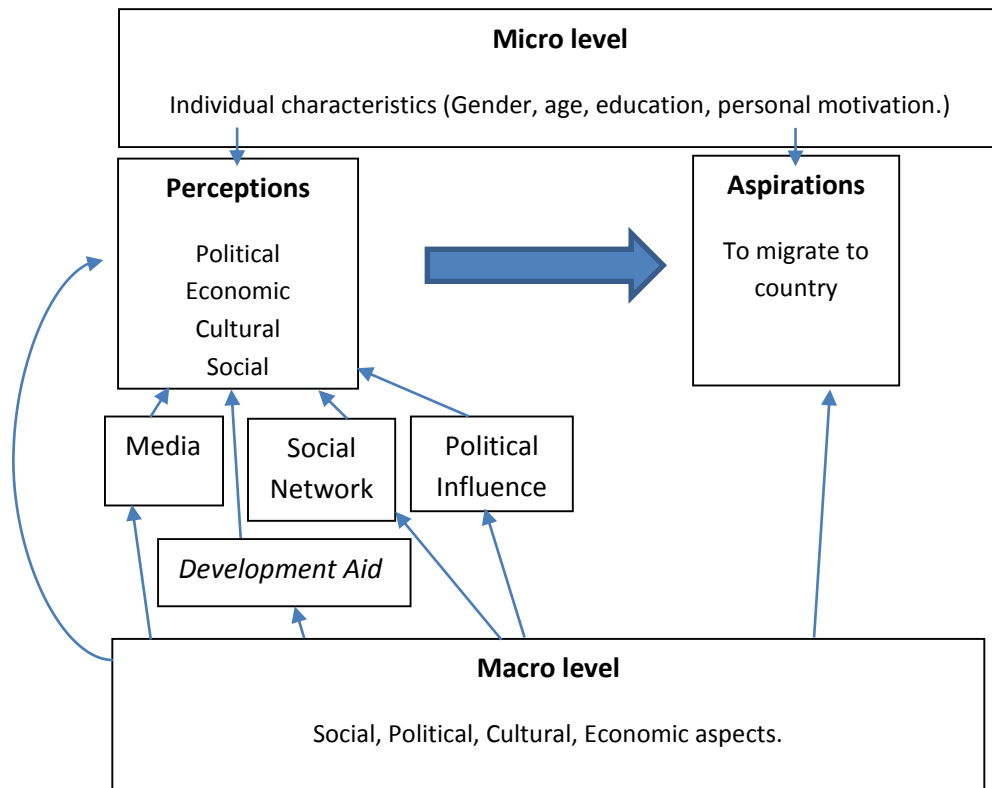 Micro level
Individual characteristics (Gender, age, education, personal motivation.)
Perceptions
Political
Economic
Cultural
Social
Aspirations
To migrate to
country
Media
Social
Network
Political
Influence
Development Aid
Macro level
Social, Political, Cultural, Economic aspects.